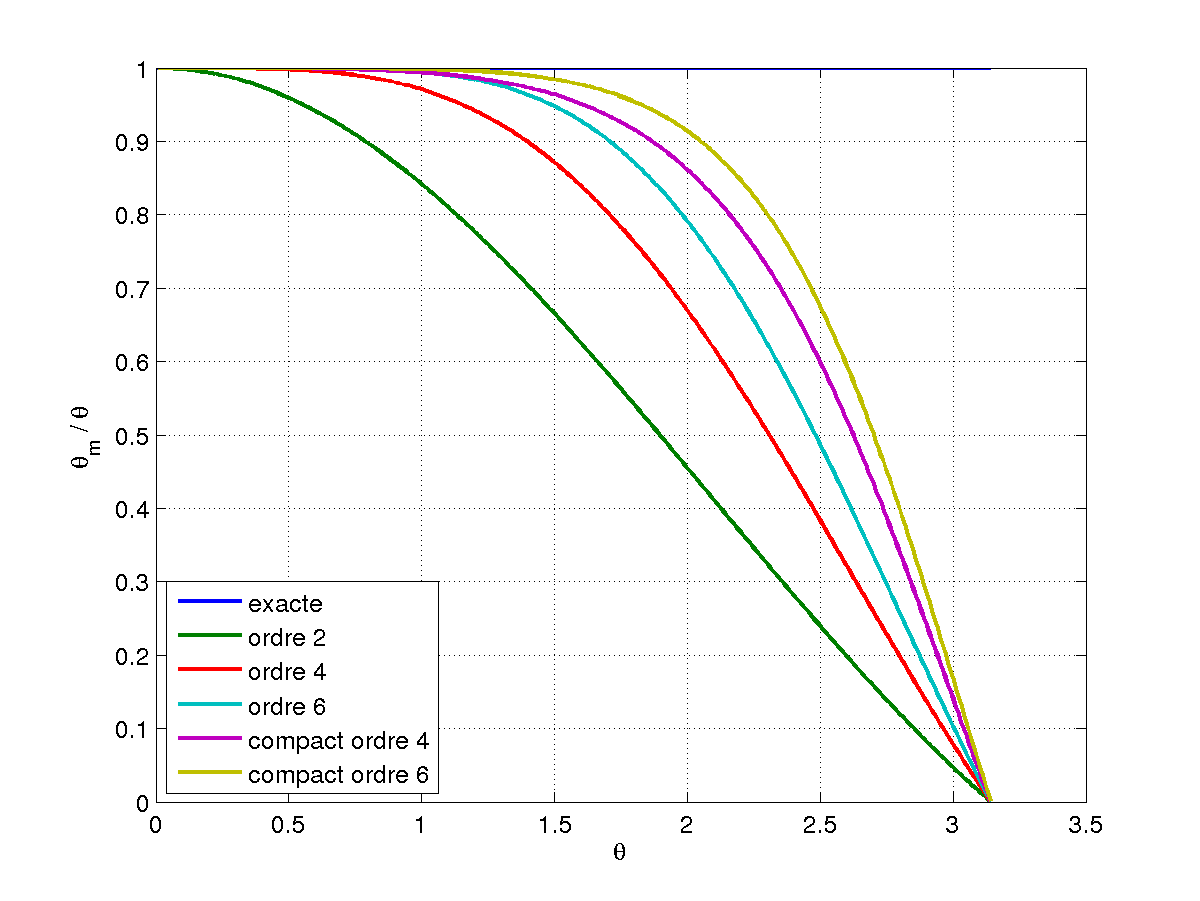 1
0.9
0.8
0.7
0.6
0.5
0.4
0.3
0.2
0.1
0
θm / θ
exacte
ordre 2
ordre 4
ordre 6
compact ordre 4
compact ordre 6
0 0.5 1 1.5 2 2.5 3 3.5
θ